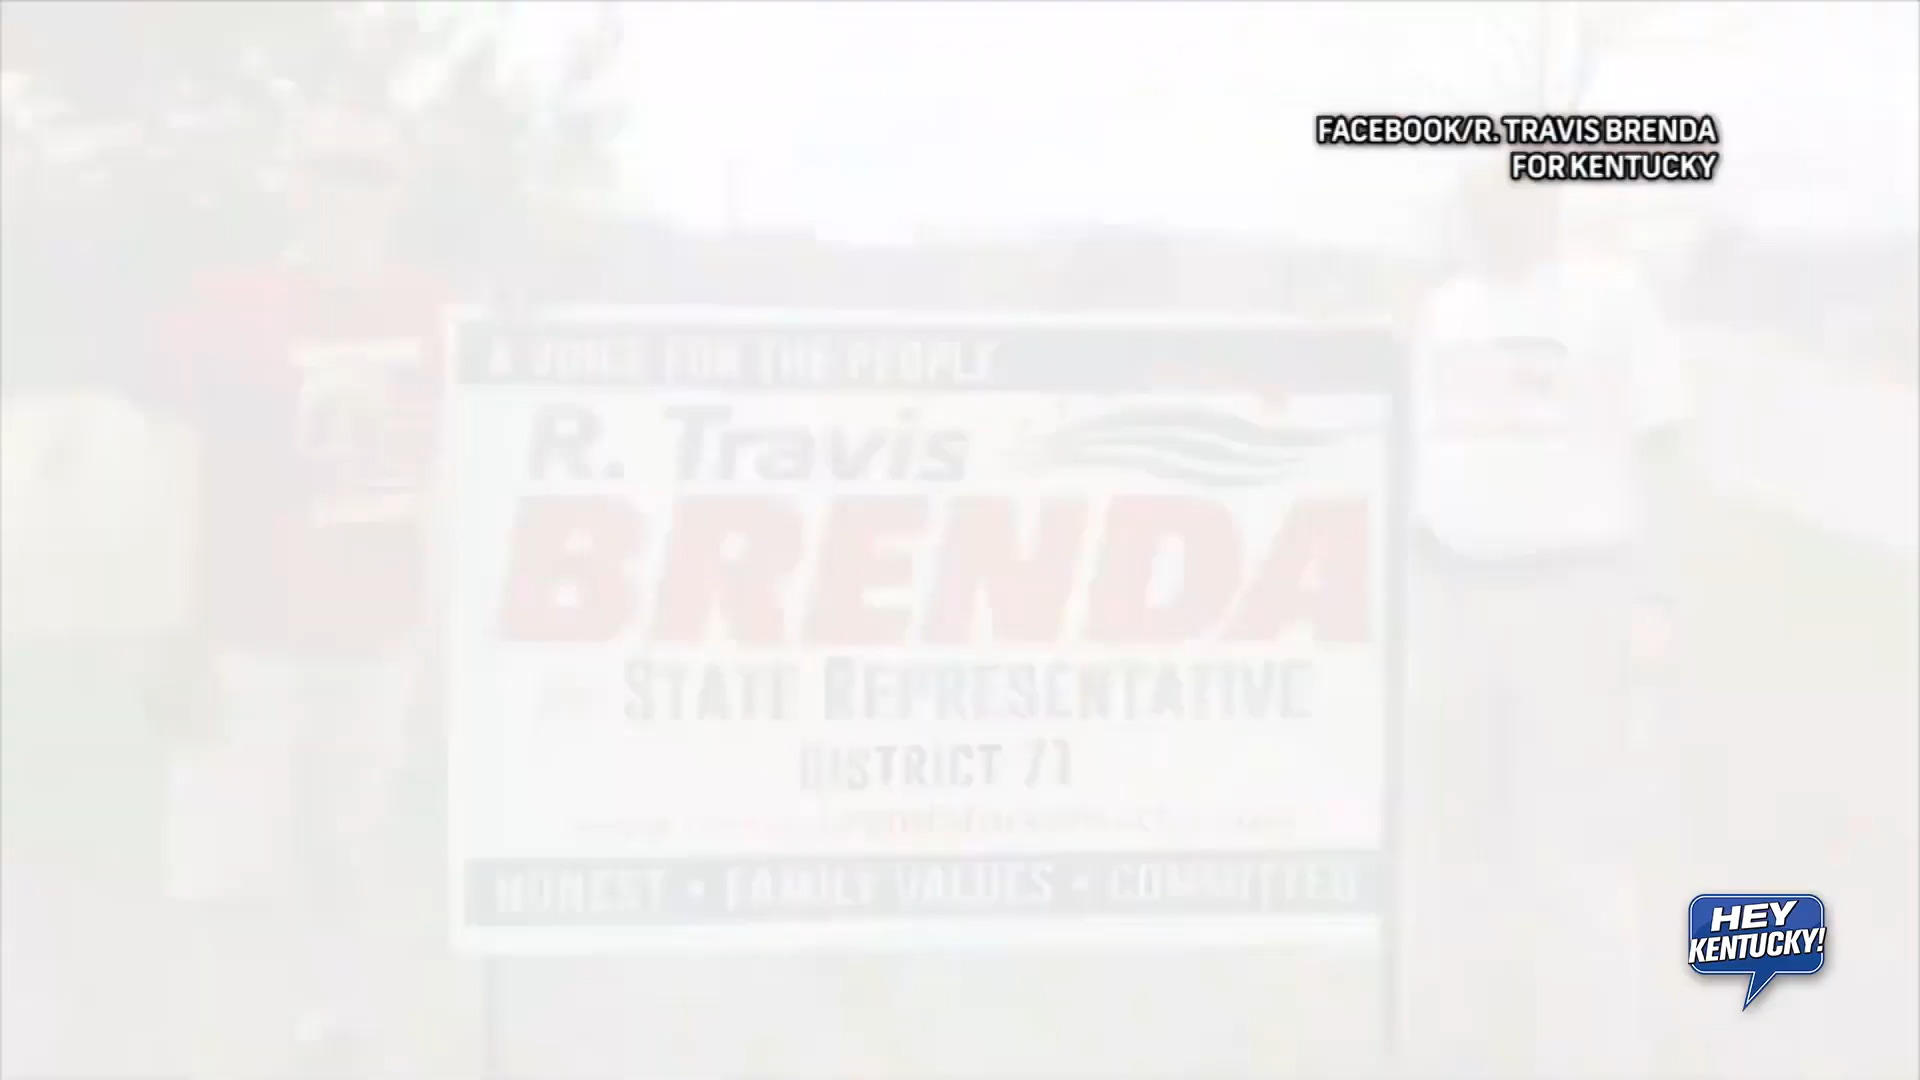 FACEBOOK/R. TRAVIS BRENDA
FOR KENTUCKY
A VOICE FOR THE PEOPLE
R. Travis
BRENDA
STATE REPRESENTATIVE
DISTRICT 71
HONEST • FAMILY VALUES • COMMITTED
HEY
KENTUCKY!